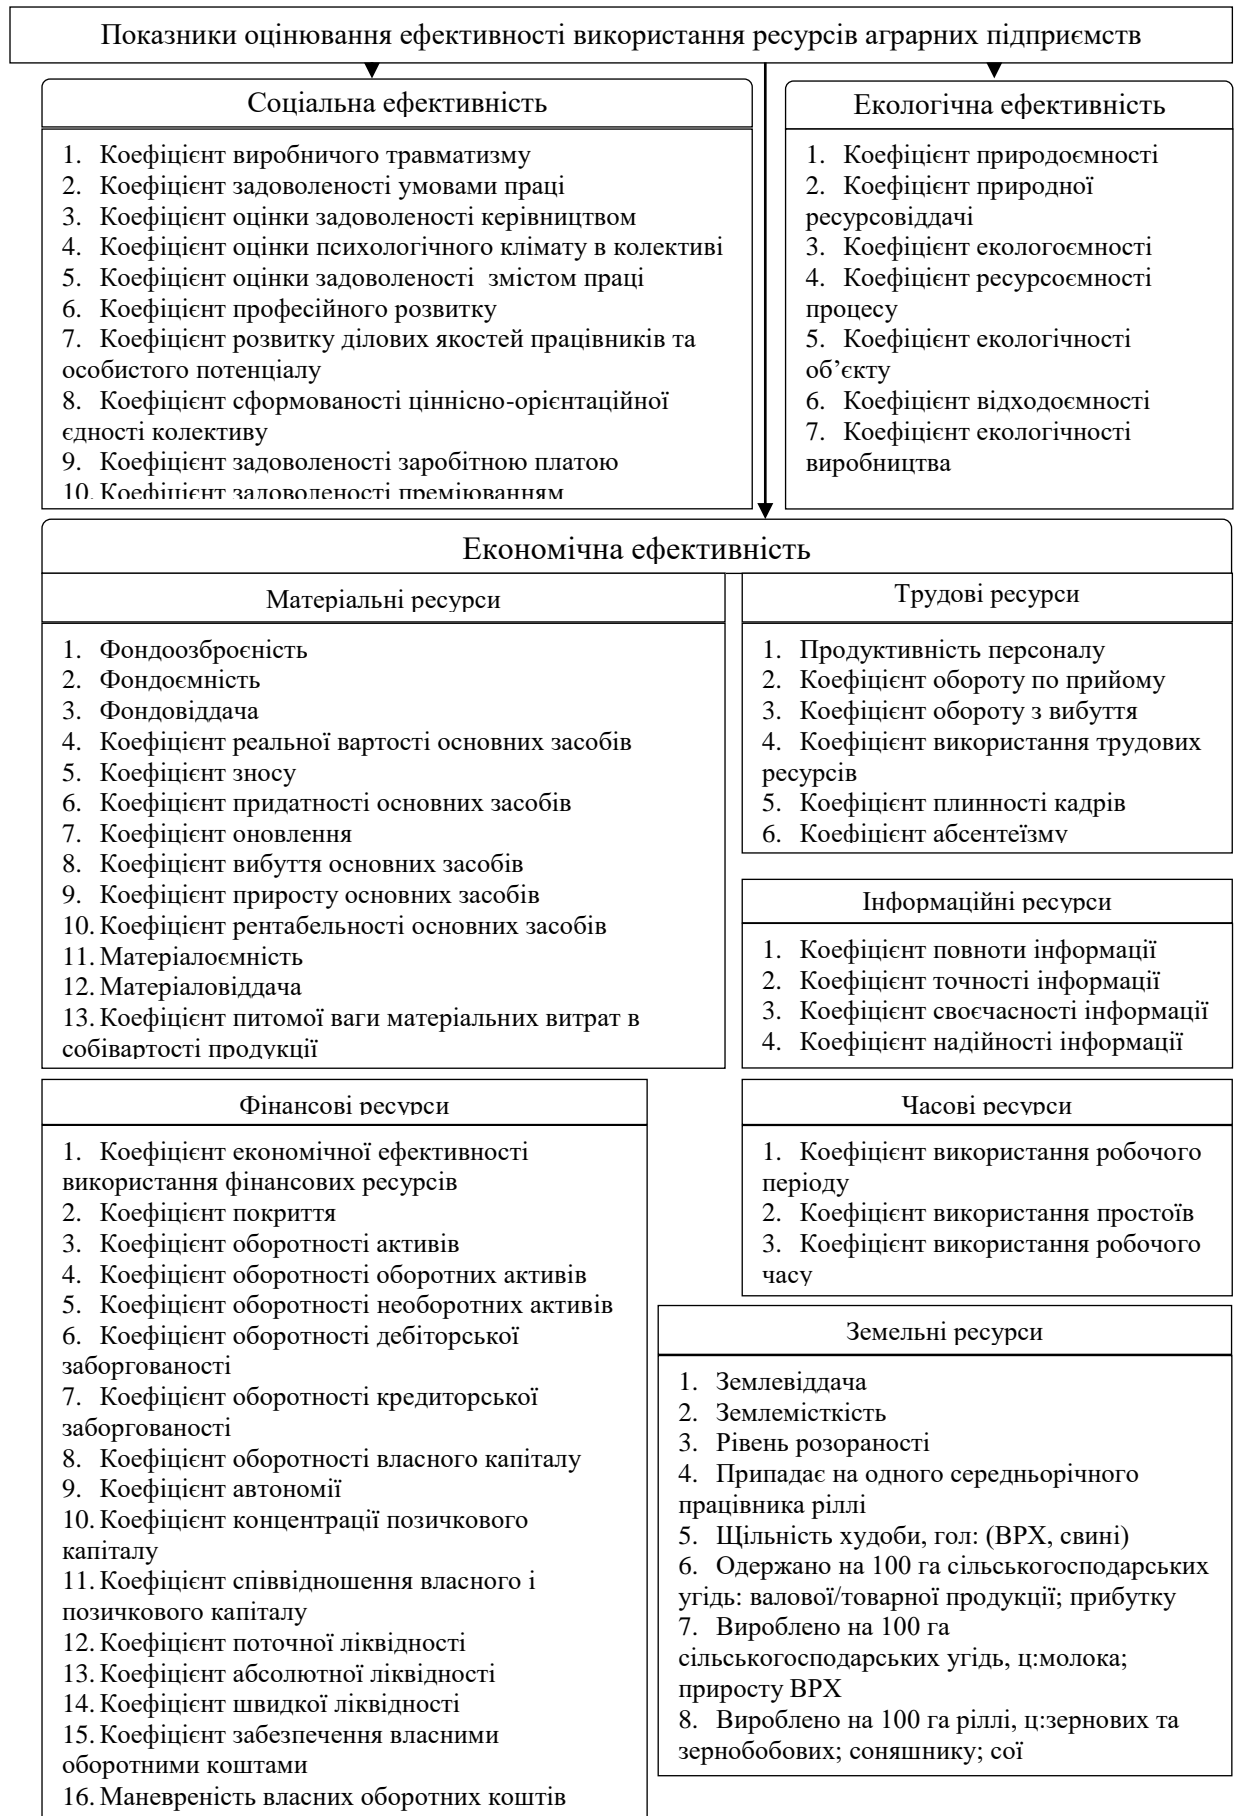 Показники оцінювання ефективності використання ресурсів аграрних підприємств
Соціальна ефективність
1. Коефіцієнт виробничого травматизму
2. Коефіцієнт задоволеності умовами праці
3. Коефіцієнт оцінки задоволеності керівництвом
4. Коефіцієнт оцінки психологічного клімату в колективі
5. Коефіцієнт оцінки задоволеності змістом праці
6. Коефіцієнт професійного розвитку
7. Коефіцієнт розвитку ділових якостей працівників та
особистого потенціалу
8. Коефіцієнт сформованості ціннісно-орієнтаційної
єдності колективу
9. Коефіцієнт задоволеності заробітною платою
10. Коефіцієнт задоволеності преміюванням
Екологічна ефективність
1. Коефіцієнт природоємності
2. Коефіцієнт природної
ресурсовіддачі
3. Коефіцієнт екологоємності
4. Коефіцієнт ресурсоємності
процесу
5. Коефіцієнт екологічності
об’єкту
6. Коефіцієнт відходоємності
7. Коефіцієнт екологічності
виробництва
Економічна ефективність
Матеріальні ресурси
1. Фондоозброєність
2. Фондоємність
3. Фондовіддача
4. Коефіцієнт реальної вартості основних засобів
5. Коефіцієнт зносу
6. Коефіцієнт придатності основних засобів
7. Коефіцієнт оновлення
8. Коефіцієнт вибуття основних засобів
9. Коефіцієнт приросту основних засобів
10. Коефіцієнт рентабельності основних засобів
11. Матеріалоємність
12. Матеріаловіддача
13. Коефіцієнт питомої ваги матеріальних витрат в
собівартості продукції
Трудові ресурси
1. Продуктивність персоналу
2. Коефіцієнт обороту по прийому
3. Коефіцієнт обороту з вибуття
4. Коефіцієнт використання трудових
ресурсів
5. Коефіцієнт плинності кадрів
6. Коефіцієнт абсентеїзму
Інформаційні ресурси
1. Коефіцієнт повноти інформації
2. Коефіцієнт точності інформації
3. Коефіцієнт своєчасності інформації
4. Коефіцієнт надійності інформації
Фінансові ресурси
1. Коефіцієнт економічної ефективності
використання фінансових ресурсів
2. Коефіцієнт покриття
3. Коефіцієнт оборотності активів
4. Коефіцієнт оборотності оборотних активів
5. Коефіцієнт оборотності необоротних активів
6. Коефіцієнт оборотності дебіторської
заборгованості
7. Коефіцієнт оборотності кредиторської
заборгованості
8. Коефіцієнт оборотності власного капіталу
9. Коефіцієнт автономії
10. Коефіцієнт концентрації позичкового
капіталу
11. Коефіцієнт співвідношення власного і
позичкового капіталу
12. Коефіцієнт поточної ліквідності
13. Коефіцієнт абсолютної ліквідності
14. Коефіцієнт швидкої ліквідності
15. Коефіцієнт забезпечення власними
оборотними коштами
16. Маневреність власних оборотних коштів
Часові ресурси
1. Коефіцієнт використання робочого
періоду
2. Коефіцієнт використання простоїв
3. Коефіцієнт використання робочого
часу
Земельні ресурси
1. Землевіддача
2. Землемісткість
3. Рівень розораності
4. Припадає на одного середньорічного
працівника ріллі
5. Щільність худоби, гол: (ВРХ, свині)
6. Одержано на 100 га сільськогосподарських
угідь: валової/товарної продукції; прибутку
7. Вироблено на 100 га
сільськогосподарських угідь, ц:молока;
приросту ВРХ
8. Вироблено на 100 га ріллі, ц:зернових та
зернобобових; соняшнику; сої